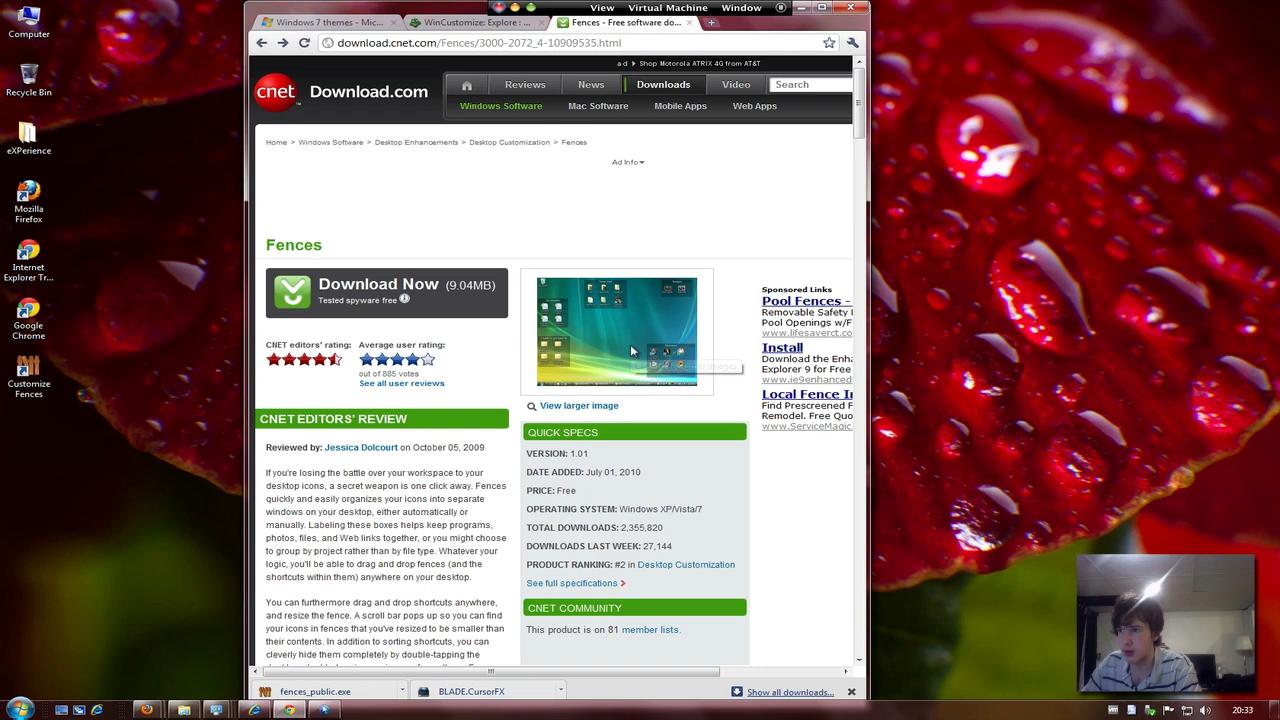 View Virtual Machine Window
Windows 7 themes - Mic...
WinCustomize: Explore : ...
Fences - Free software do...
download.cnet.com/Fences/3000-2072_4-10909535.html
ad Shop Motorola ATRIX 4G from AT&T
cnet Download.com
Reviews News Downloads Video Search
Windows Software Mac Software Mobile Apps Web Apps
Home > Windows Software > Desktop Enhancements > Desktop Customization > Fences
Ad Info
Fences
Download Now (9.04MB)
Tested spyware free
CNET editors' rating:
Average user rating:
out of 885 votes
See all user reviews
View larger image
CNET EDITORS' REVIEW
Reviewed by: Jessica Dolcourt on October 05, 2009
If you're losing the battle over your workspace to your
desktop icons, a secret weapon is one click away. Fences
quickly and easily organizes your icons into separate
windows on your desktop, either automatically or
manually. Labeling these boxes helps keep programs,
photos, files, and Web links together, or you might choose
to group by project rather than by file type. Whatever your
logic, you'll be able to drag and drop fences (and the
shortcuts within them) anywhere on your desktop.
You can furthermore drag and drop shortcuts anywhere,
and resize the fence. A scroll bar pops up so you can find
your icons in fences that you've resized to be smaller than
their contents. In addition to sorting shortcuts, you can
cleverly hide them completely by double-tapping the
QUICK SPECS
VERSION: 1.01
DATE ADDED: July 01, 2010
PRICE: Free
OPERATING SYSTEM: Windows XP/Vista/7
TOTAL DOWNLOADS: 2,355,820
DOWNLOADS LAST WEEK: 27,144
PRODUCT RANKING: #2 in Desktop Customization
See full specifications
CNET COMMUNITY
This product is on 81 member lists.
Sponsored Links
Pool Fences -
Removable Safety
Pool Openings w/F
www.lifesaverct.co
Install
Download the Enha
Explorer 9 for Free
www.ie9enhanced
Local Fence I
Find Prescreened F
Remodel. Free Quo
www.ServiceMagic.
fences_public.exe
BLADE.CursorFX
Show all downloads...
Computer
Recycle Bin
eXPerience
Mozilla
Firefox
Internet
Explorer Tr...
Google
Chrome
Customize
Fences
20:33